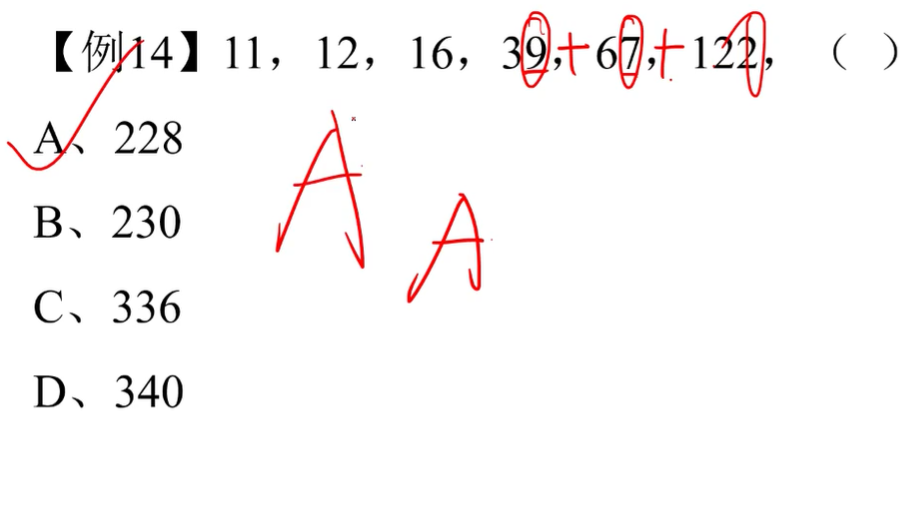 【例14】11，12，16，39，+67，+122，（ ）
A、228
B、230
C、336
D、340
A
A